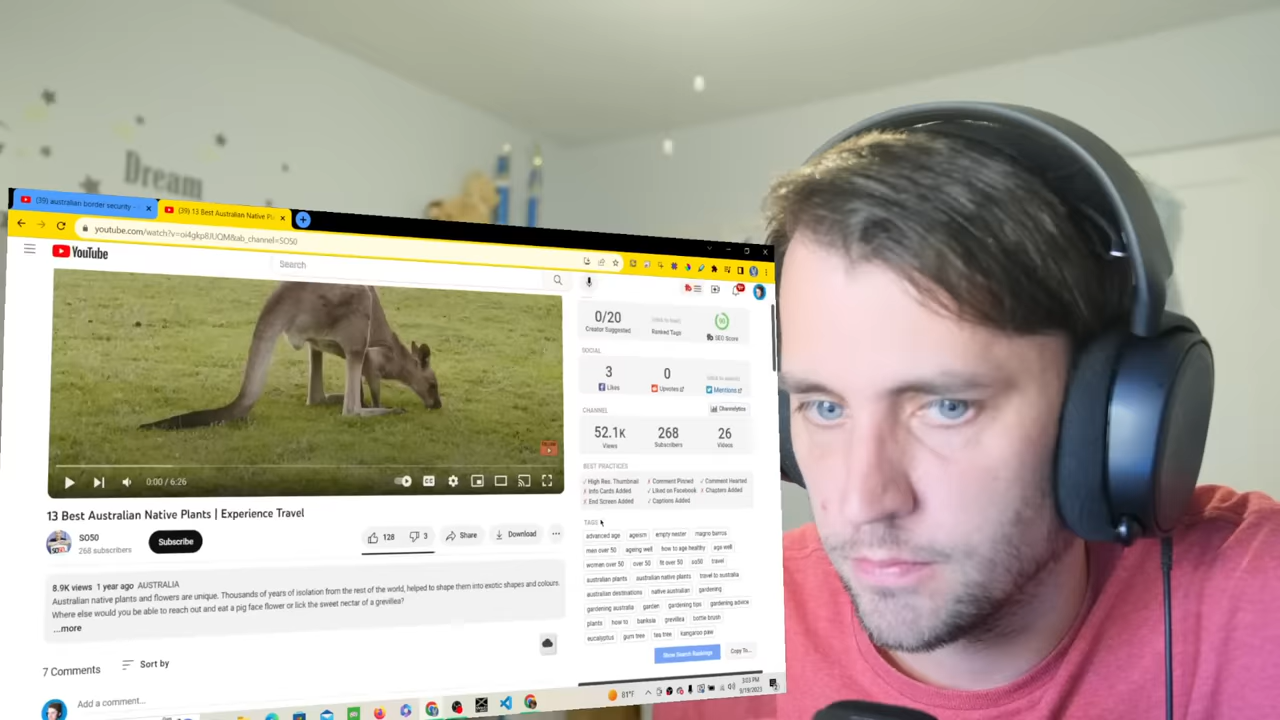 Dream
(39) australian border security -
(39) 13 Best Australian Native Pl
youtube.com/watch?v=oi4gkp8JUQM&ab_channel=SO50
YouTube
Search
0/20
Creator Suggested
Ranked Tags
SEO Score
SOCIAL
3
Likes
0
Upvotes
Mentions
CHANNEL
Channelytics
52.1K
Views
268
Subscribers
26
Videos
BEST PRACTICES
High Res. Thumbnail
Comment Pinned
Comment Hearted
Info Cards Added
Liked on Facebook
Chapters Added
End Screen Added
Captions Added
TAGS
advanced age ageism empty nester magno barros
men over 50 ageing well how to age healthy age well
women over 50 over 50 fit over 50 so50 travel
australian plants australian native plants travel to australia
australian destinations native australian gardening
gardening australia garden gardening tips gardening advice
plants how to banksia grevillea bottle brush
eucalyptus gum tree tea tree kangaroo paw
Show Search Rankings
Copy To...
0:00 / 6:26
13 Best Australian Native Plants | Experience Travel
SO50
268 subscribers
Subscribe
128
3
Share
Download
8.9K views 1 year ago AUSTRALIA
Australian native plants and flowers are unique. Thousands of years of isolation from the rest of the world, helped to shape them into exotic shapes and colours.
Where else would you be able to reach out and eat a pig face flower or lick the sweet nectar of a grevillea?
...more
7 Comments
Sort by
Add a comment...
81°F
3:03 PM